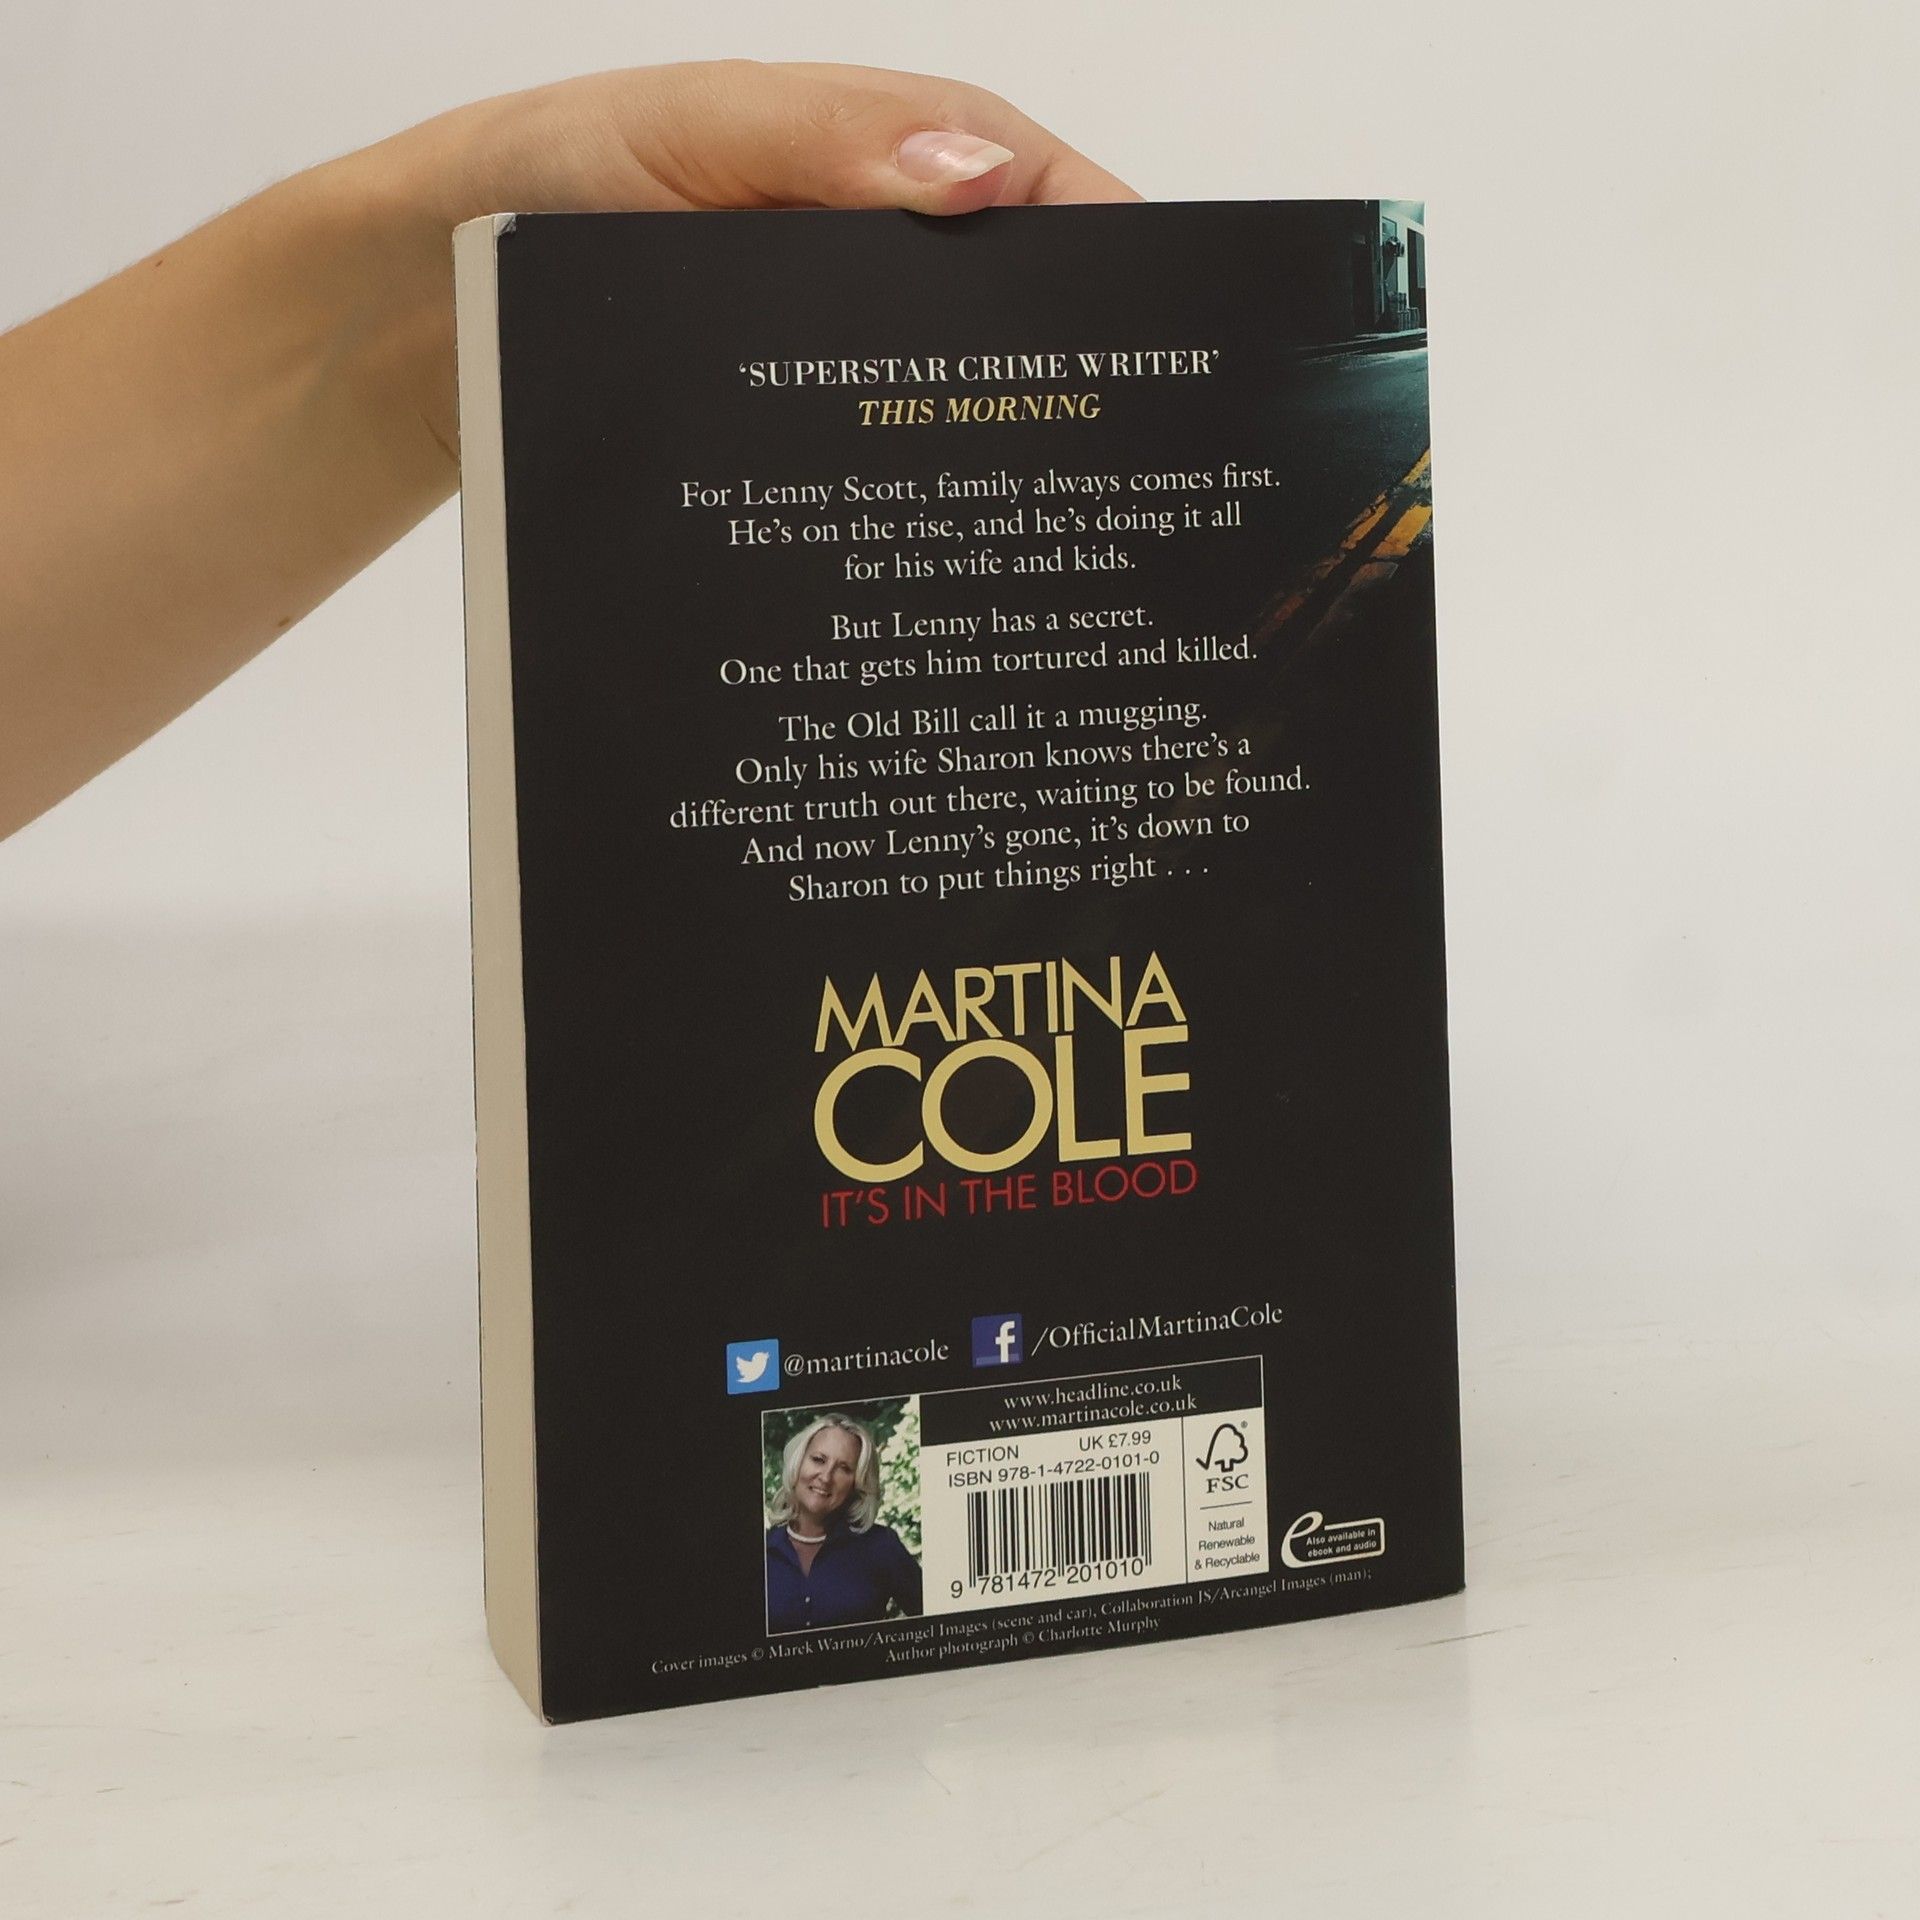 ‘SUPERSTAR CRIME WRITER’
THIS MORNING
For Lenny Scott, family always comes first.
He’s on the rise, and he’s doing it all
for his wife and kids.
But Lenny has a secret.
One that gets him tortured and killed.
The Old Bill call it a mugging.
Only his wife Sharon knows there’s a
different truth out there, waiting to be found.
And now Lenny’s gone, it’s down to
Sharon to put things right . . .
MARTINA
COLE
IT’S IN THE BLOOD
@martinacole
f /OfficialMartinaCole
www.headline.co.uk
www.martinacole.co.uk
FICTION UK £7.99
ISBN 978-1-4722-0101-0
9 781472 201010
®
FSC
Natural
Renewable
& Recyclable
e Also available in
ebook and audio
Cover images © Marek Warno/Arcangel Images (scene and car), Collaboration JS/Arcangel Images (man);
Author photograph © Charlotte Murphy